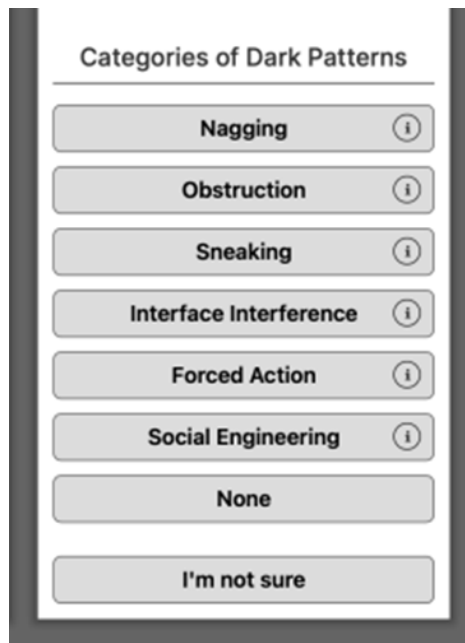 Categories of Dark Patterns
Nagging
Obstruction
Sneaking
Interface Interference
Forced Action
Social Engineering
None
I'm not sure